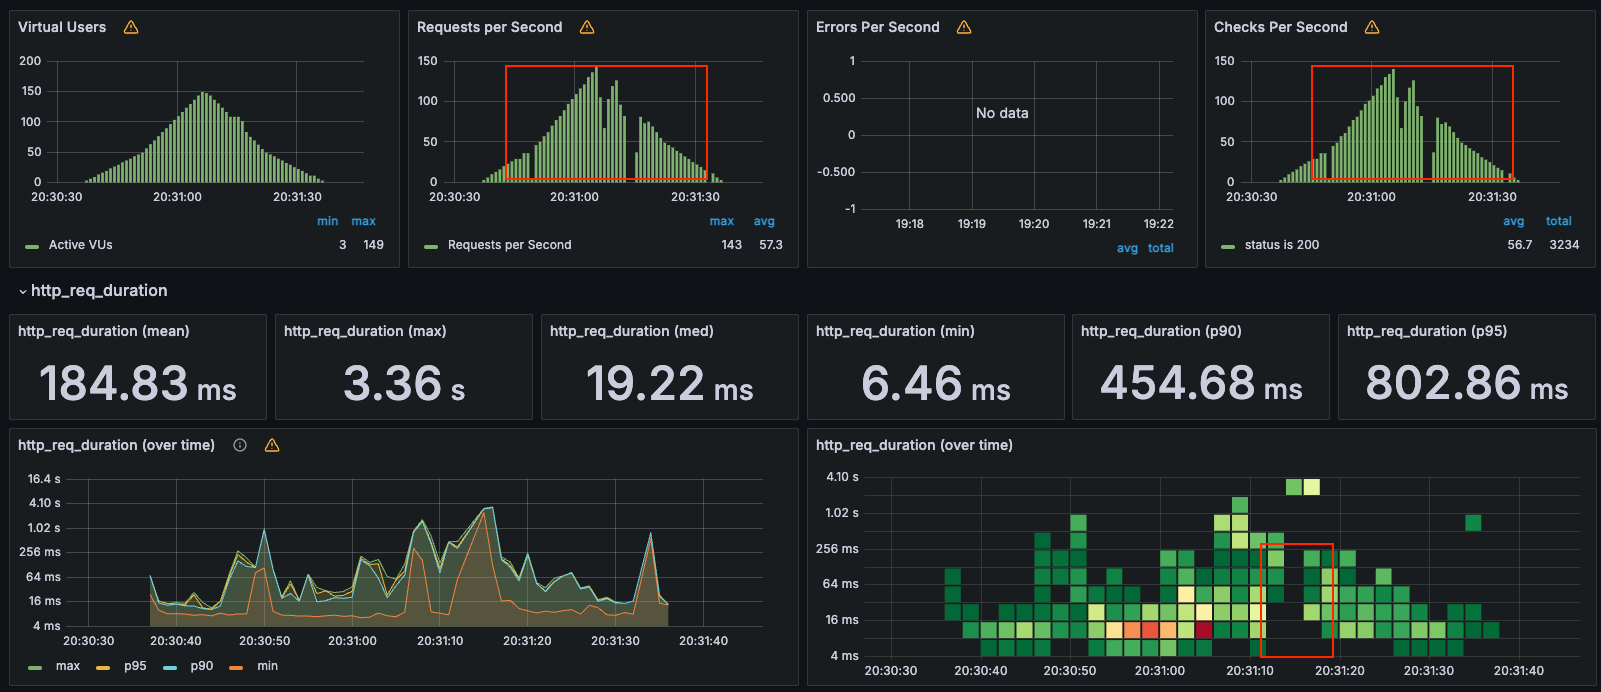 Virtual Users
200
150
100
50
0
20:30:30 20:31:00 20:31:30
min max
Active VUs 3 149
Requests per Second
150
100
50
0
20:30:30 20:31:00 20:31:30
max avg
Requests per Second 143 57.3
Errors Per Second
1
0.500
0
-0.500
-1
No data
19:18 19:19 19:20 19:21 19:22
avg total
Checks Per Second
150
100
50
0
20:30:30 20:31:00 20:31:30
avg total
status is 200 56.7 3234
http_req_duration
http_req_duration (mean)
184.83 ms
http_req_duration (max)
3.36 s
http_req_duration (med)
19.22 ms
http_req_duration (min)
6.46 ms
http_req_duration (p90)
454.68 ms
http_req_duration (p95)
802.86 ms
http_req_duration (over time)
16.4 s
4.10 s
1.02 s
256 ms
64 ms
16 ms
4 ms
20:30:30 20:30:40 20:30:50 20:31:00 20:31:10 20:31:20 20:31:30 20:31:40
max p95 p90 min
http_req_duration (over time)
4.10 s
1.02 s
256 ms
64 ms
16 ms
4 ms
20:30:30 20:30:40 20:30:50 20:31:00 20:31:10 20:31:20 20:31:30 20:31:40